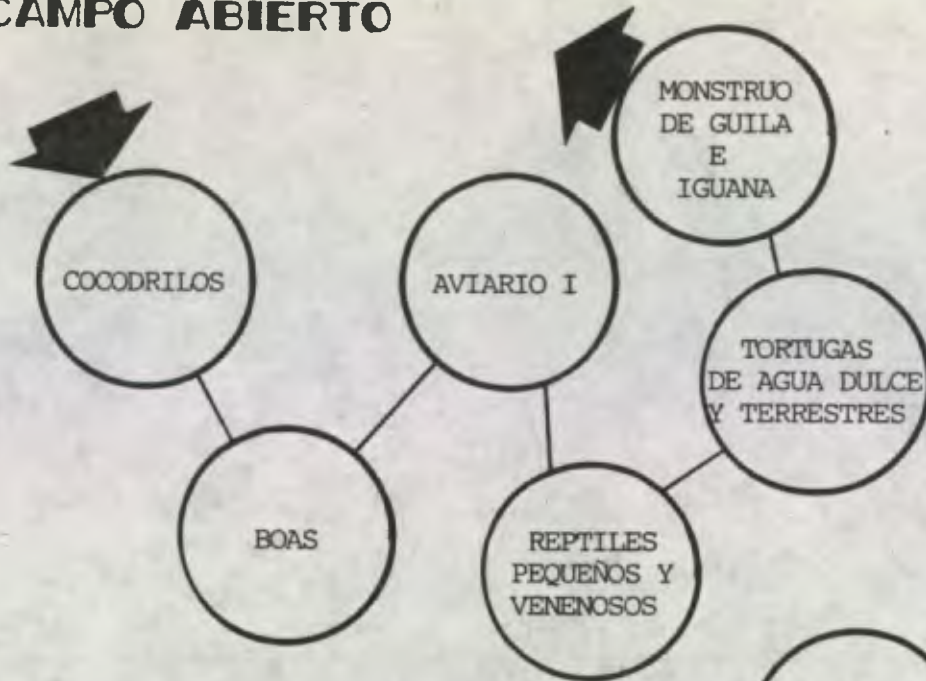 CAMPO ABIERTO
MONSTRUO
DE GUILA
E
IGUANA
COCODRILOS
AVIARIO I
TORTUGAS
DE AGUA DULCE
Y TERRESTRES
BOAS
REPTILES
PEQUEÑOS Y
VENENOSOS